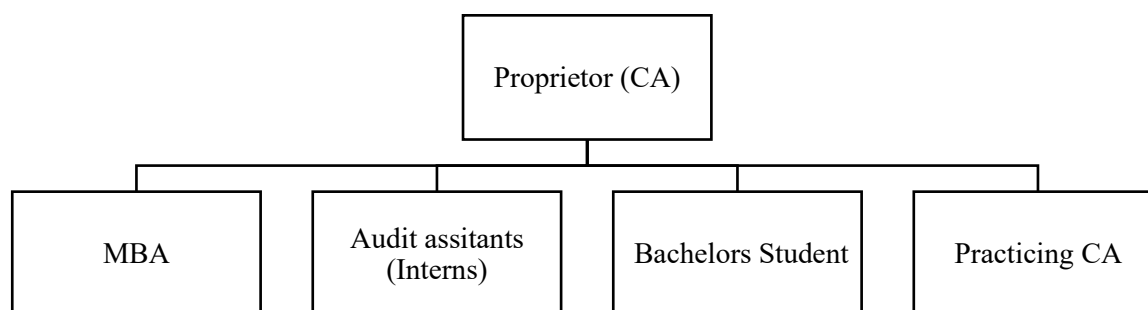 Proprietor (CA)
MBA
Audit assitants
(Interns)
Bachelors Student
Practicing CA